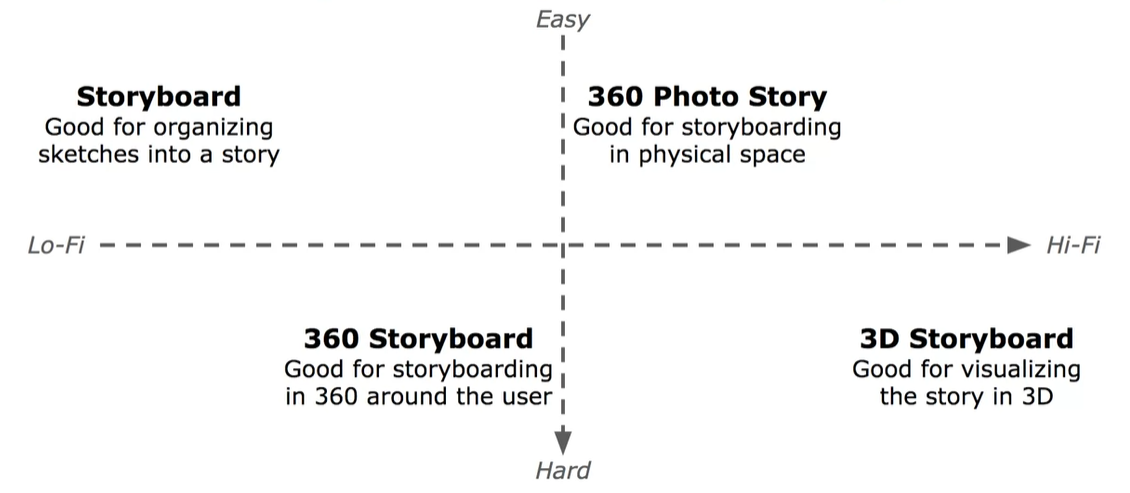 Easy
Storyboard
Good for organizing
sketches into a story
360 Photo Story
Good for storyboarding
in physical space
Lo-Fi
Hi-Fi
360 Storyboard
Good for storyboarding
in 360 around the user
3D Storyboard
Good for visualizing
the story in 3D
Hard